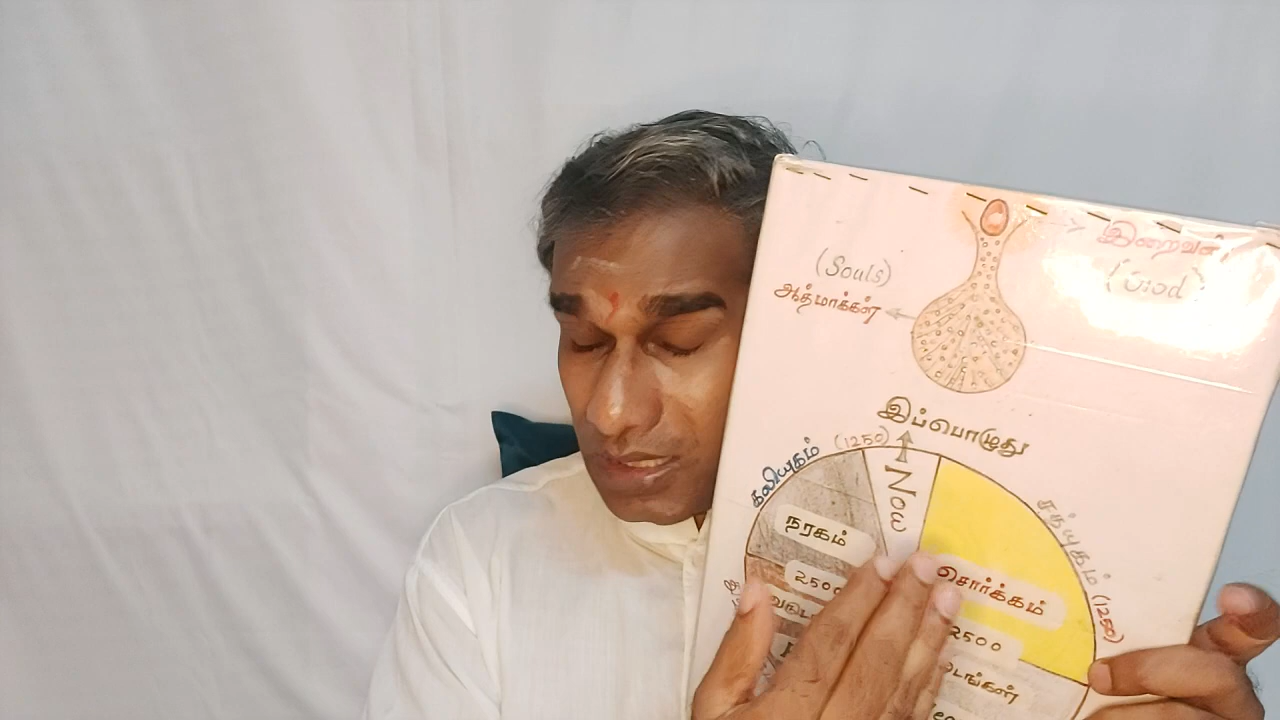 இறைவன்
(God)
(Souls)
ஆத்மாக்கள்
இப்பொழுது
(1250)
கலியுகம்
Now
சத்யுகம் (1250)
நரகம்
சொர்க்கம்
2500
2500